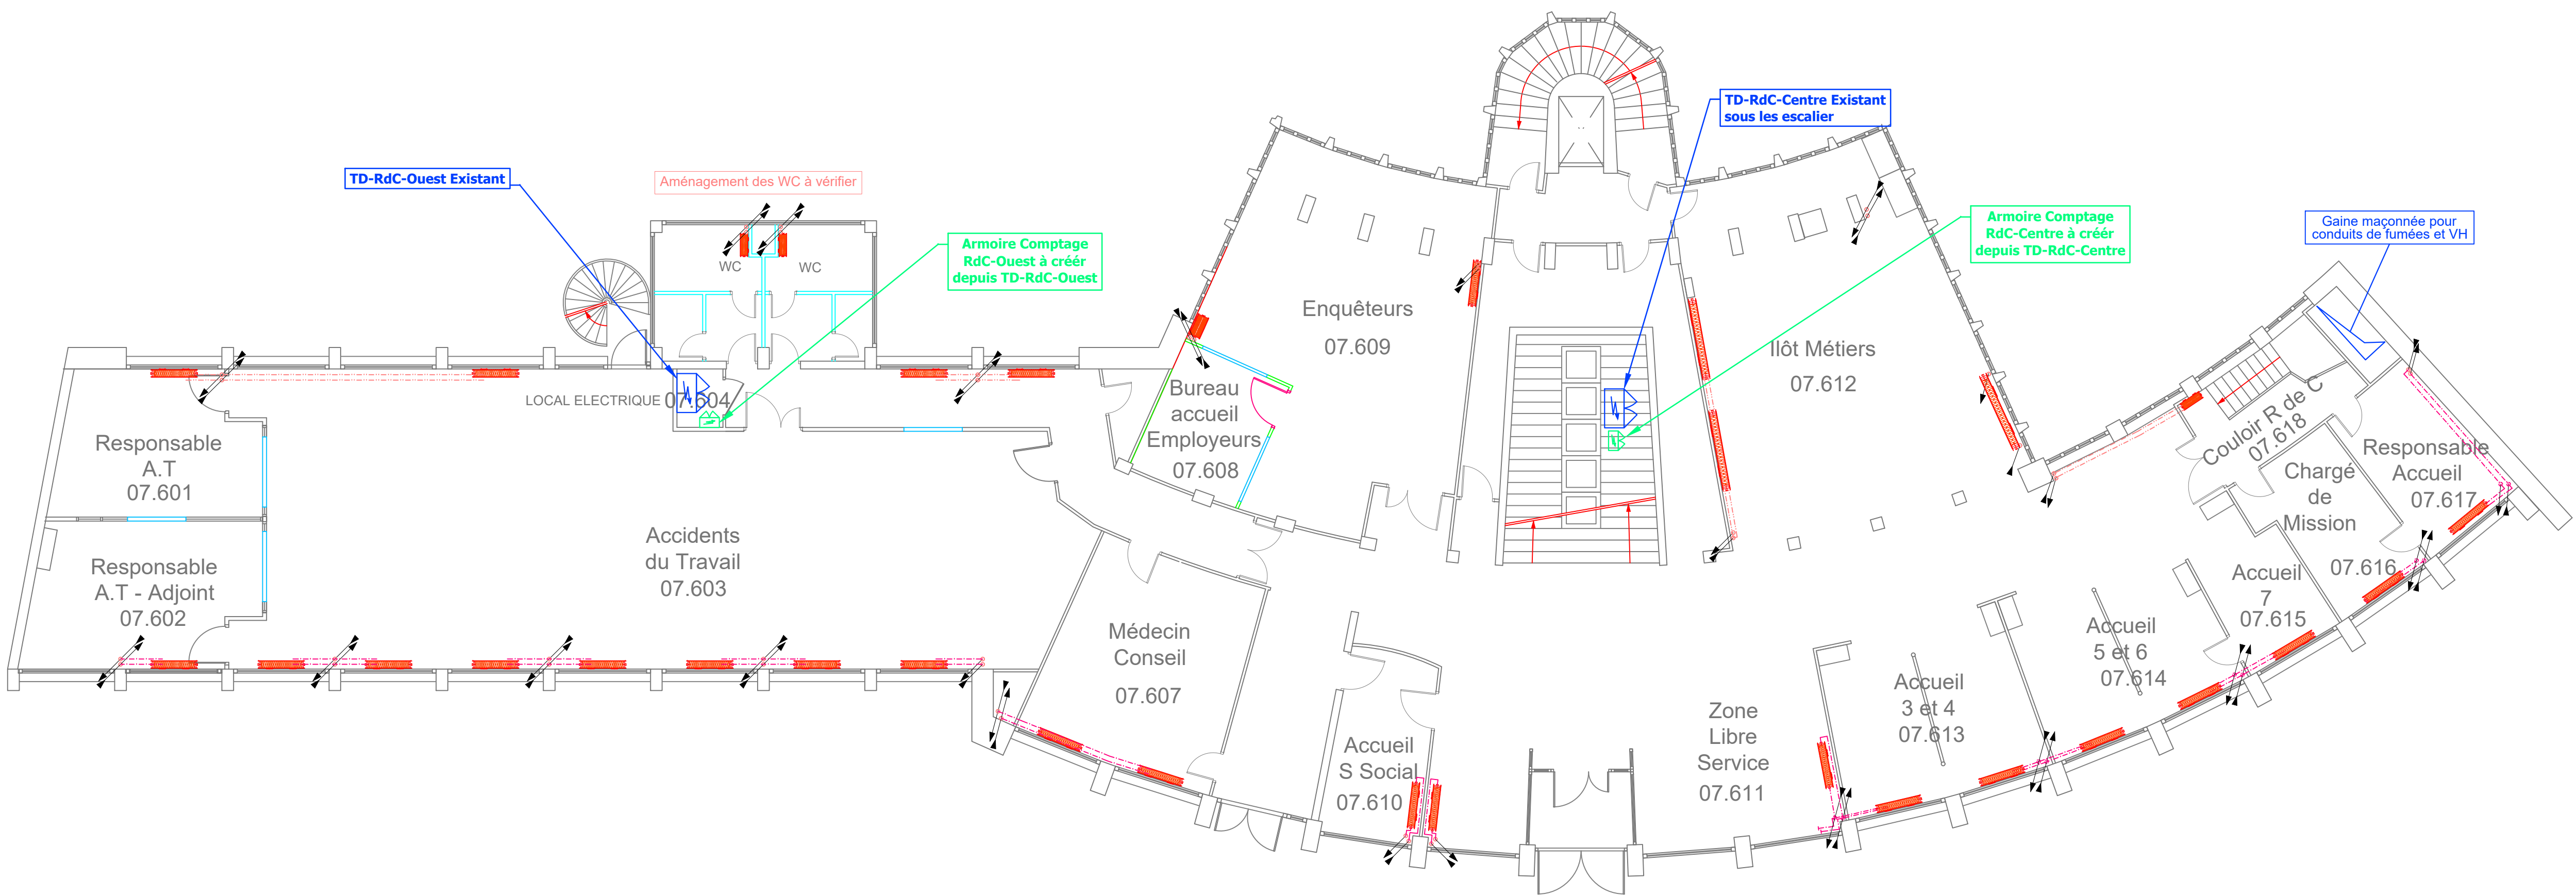 TD-RdC-Centre Existant
sous les escalier
TD-RdC-Ouest Existant
Aménagement des WC à vérifier
Armoire Comptage
RdC-Ouest à créér
depuis TD-RdC-Ouest
Armoire Comptage
RdC-Centre à créér
depuis TD-RdC-Centre
Gaine maçonnée pour
conduits de fumées et VH
WC
WC
Enquêteurs
07.609
Ilôt Métiers
07.612
LOCAL ELECTRIQUE 07.604
Bureau
accueil
Employeurs
07.608
Responsable
A.T
07.601
Responsable
A.T - Adjoint
07.602
Accidents
du Travail
07.603
Couloir R de C
07.618
Responsable
Accueil
07.617
Chargé
de
Mission
07.616
Accueil
7
07.615
Accueil
5 et 6
07.614
Accueil
3 et 4
07.613
Médecin
Conseil
07.607
Accueil
S Social
07.610
Zone
Libre
Service
07.611